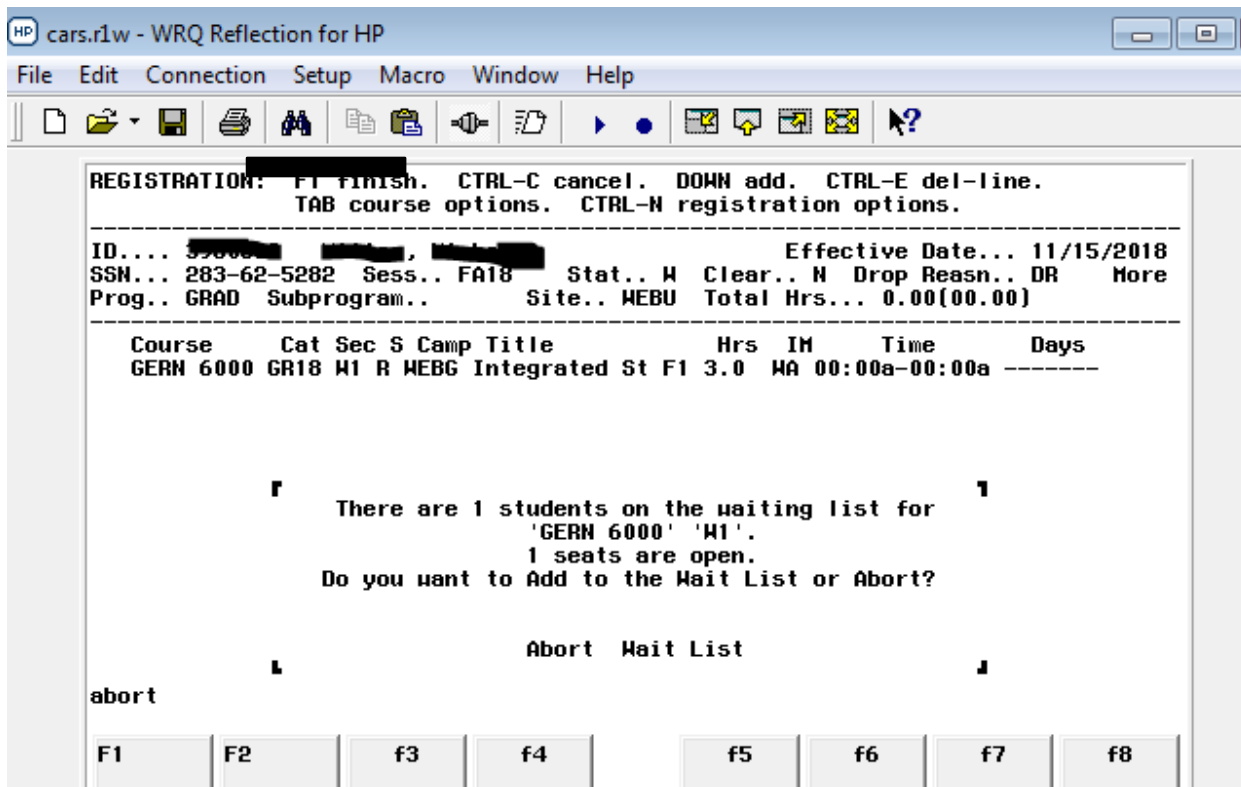 cars.r1w - WRQ Reflection for HP
File Edit Connection Setup Macro Window Help
REGISTRATION: F1 finish. CTRL-C cancel. DOWN add. CTRL-E del-line.
TAB course options. CTRL-N registration options.
ID.... , Effective Date... 11/15/2018
SSN... 283-62-5282 Sess.. FA18 Stat.. W Clear.. N Drop Reasn.. DR More
Prog.. GRAD Subprogram.. Site.. WEBU Total Hrs... 0.00[00.00]
Course Cat Sec S Camp Title Hrs IM Time Days
GERN 6000 GR18 W1 R WEBG Integrated St F1 3.0 WA 00:00a-00:00a -------
There are 1 students on the waiting list for
'GERN 6000' 'W1'.
1 seats are open.
Do you want to Add to the Wait List or Abort?
Abort Wait List
abort
F1 F2 f3 f4 f5 f6 f7 f8